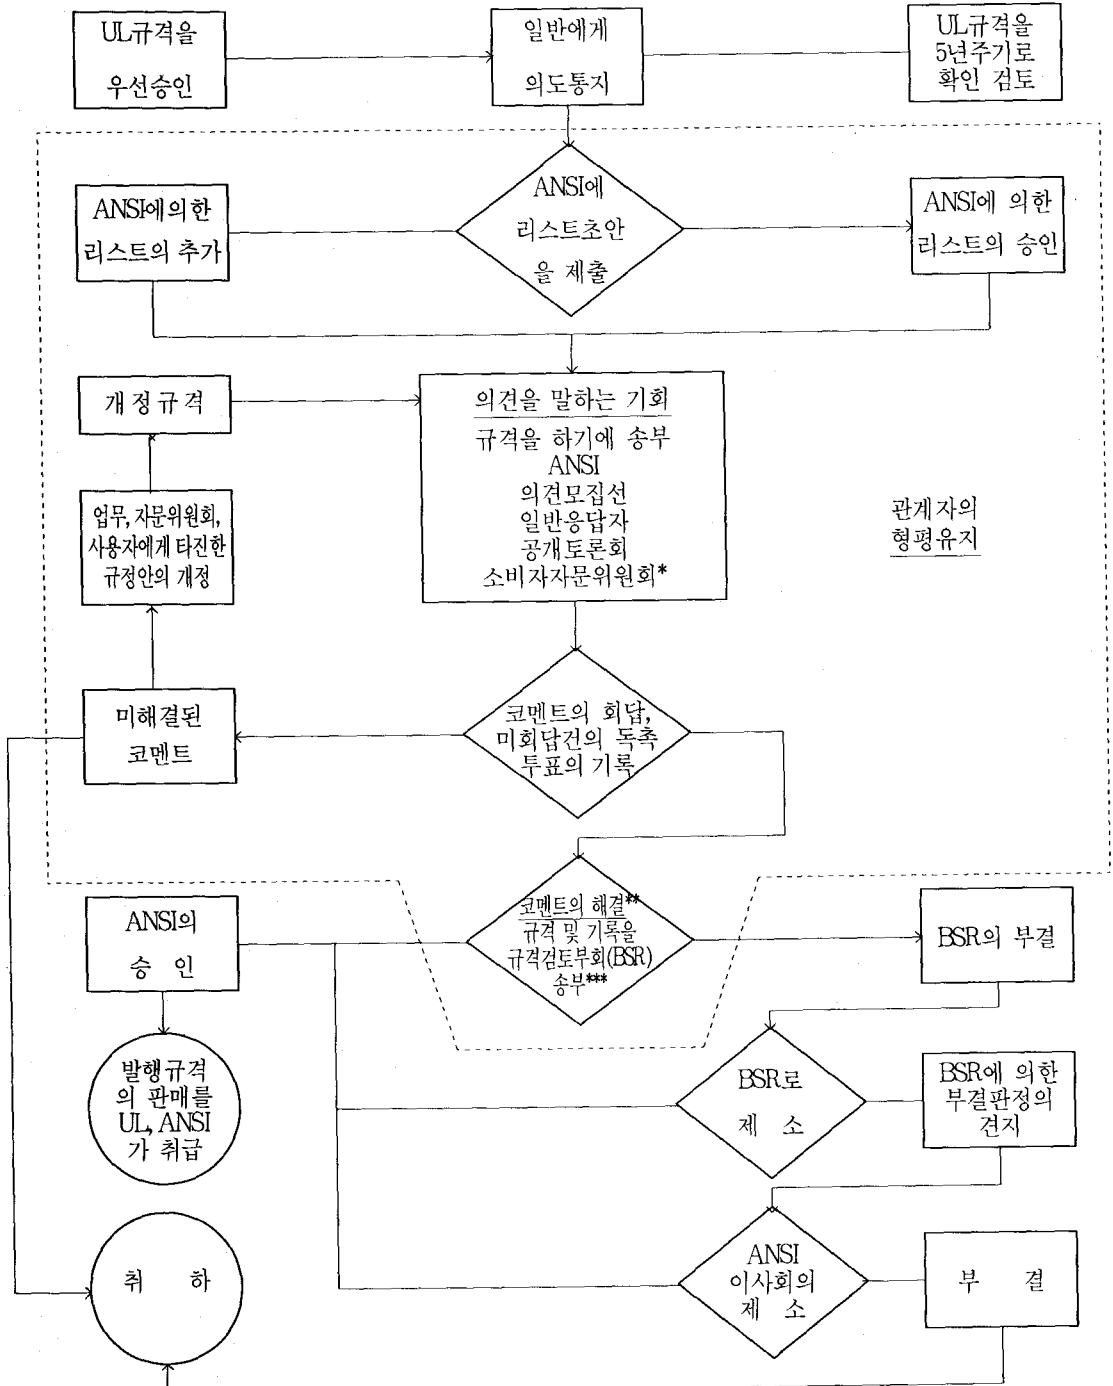 UL규격을
우선승인
일반에게
의도통지
UL규격을
5년주기로
확인 검토
ANSI에의한
리스트의 추가
ANSI에
리스트초안
을 제출
ANSI에 의한
리스트의 승인
개정규격
의견을 말하는 기회
규격을 하기에 송부
ANSI
의견모집선
일반응답자
공개토론회
소비자자문위원회*
업무, 자문위원회,
사용자에게 타진한
규정안의 개정
관계자의
형평유지
미해결된
코멘트
코멘트의 회답,
미회답건의 독촉
투표의 기록
ANSI의
승 인
코멘트의 해결**
규격 및 기록을
규격검토부회(BSR)
송부***
BSR의 부결
발행규격
의 판매를
UL, ANSI
가 취급
BSR로
제 소
BSR에 의한
부결판정의
견지
취 하
ANSI
이사회의
제 소
부 결